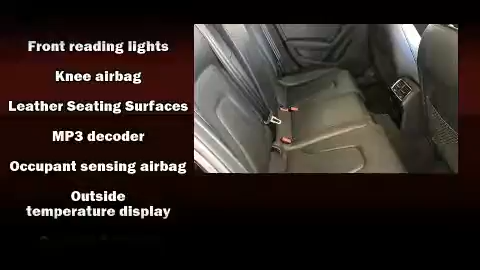 Front reading lights
Knee airbag
Leather Seating Surfaces
MP3 decoder
Occupant sensing airbag
Outside
temperature display